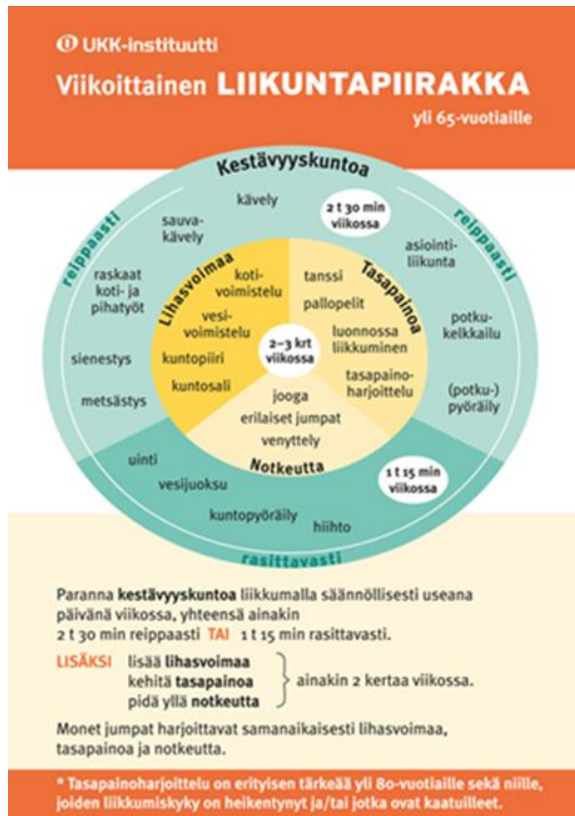 UKK-instituutti
Viikoittainen LIIKUNTAPIIRAKKA
yli 65-vuotiaille
Kestävyyskuntoa
reippaasti
reippaasti
kävely
2 t 30 min
viikossa
sauva-
kävely
asiointi-
liikunta
raskaat
koti- ja
pihatyöt
potku-
kelkkailu
sienestys
metsästys
(potku-)
pyöräily
Lihasvoimaa
koti-
voimistelu
vesi-
voimistelu
kuntopiiri
kuntosali
Tasapainoa
tanssi
pallopelit
luonnossa
liikkuminen
tasapaino-
harjoittelu
2–3 krt
viikossa
jooga
erilaiset jumpat
venyttely
Notkeutta
uinti
vesijuoksu
kuntopyöräily
hiihto
1 t 15 min
viikossa
rasittavasti
Paranna kestävyyskuntoa liikkumalla säännöllisesti useana
päivänä viikossa, yhteensä ainakin
2 t 30 min reippaasti TAI 1 t 15 min rasittavasti.
LISÄKSI lisää lihasvoimaa
kehitä tasapainoa
pidä yllä notkeutta
ainakin 2 kertaa viikossa.
Monet jumpat harjoittavat samanaikaisesti lihasvoimaa,
tasapainoa ja notkeutta.
* Tasapainoharjoittelu on erityisen tärkeää yli 80-vuotiaille sekä niille,
joiden liikkumiskyky on heikentynyt ja/tai jotka ovat kaatuilleet.